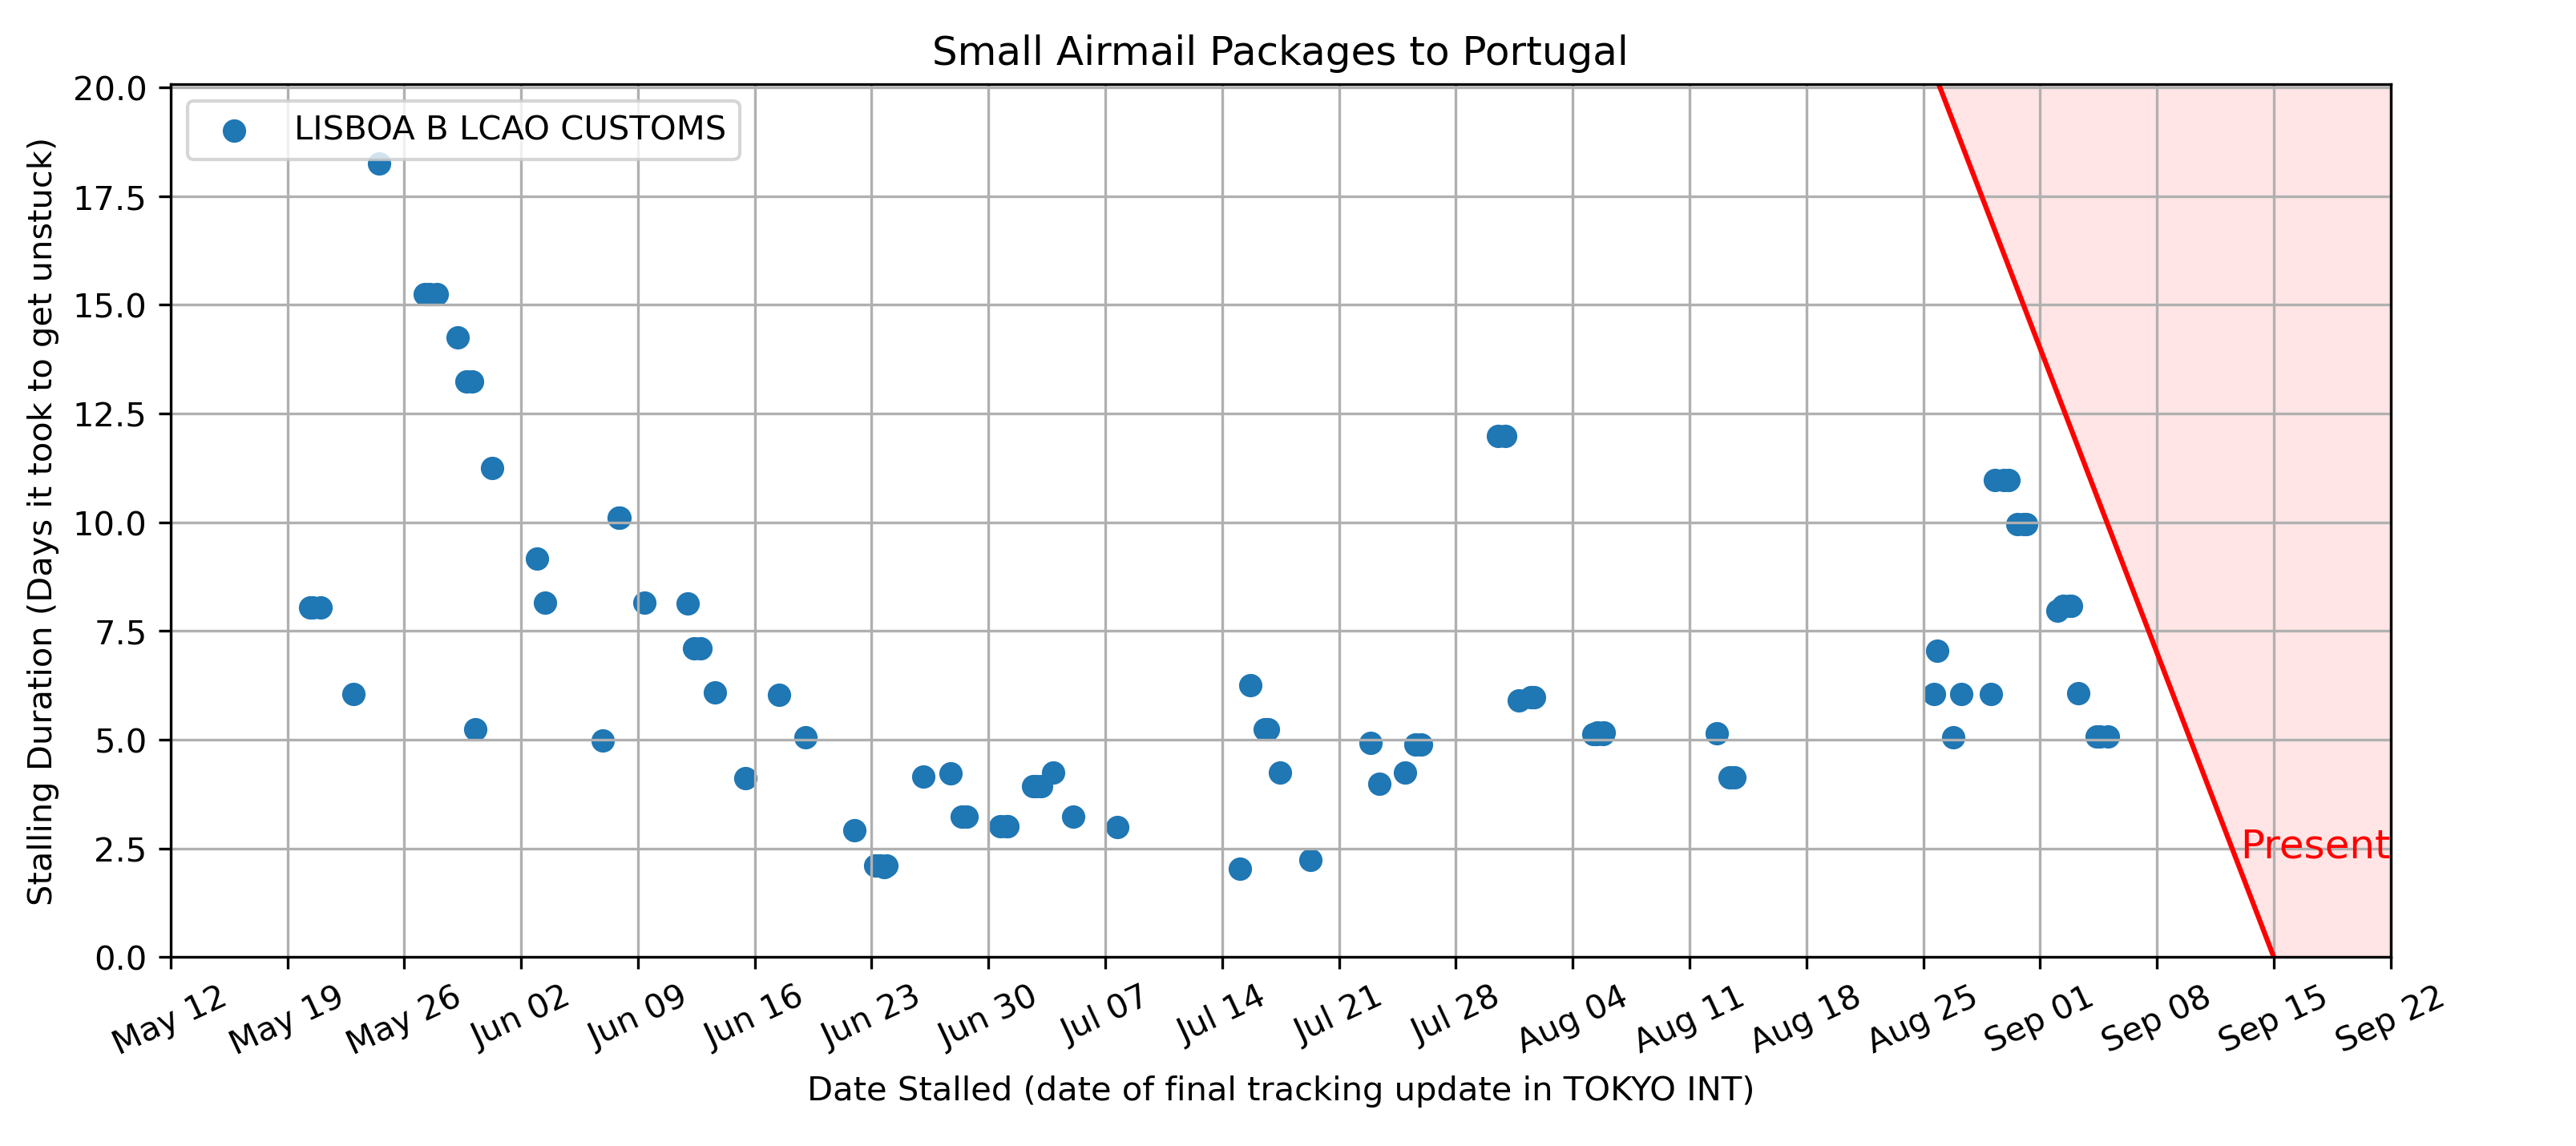 Small Airmail Packages to Portugal
LISBOA B LCAO CUSTOMS
Stalling Duration (Days it took to get unstuck)
20.0
17.5
15.0
12.5
10.0
7.5
5.0
2.5
0.0
Present
May 12 May 19 May 26 Jun 02 Jun 09 Jun 16 Jun 23 Jun 30 Jul 07 Jul 14 Jul 21 Jul 28 Aug 04 Aug 11 Aug 18 Aug 25 Sep 01 Sep 08 Sep 15 Sep 22
Date Stalled (date of final tracking update in TOKYO INT)